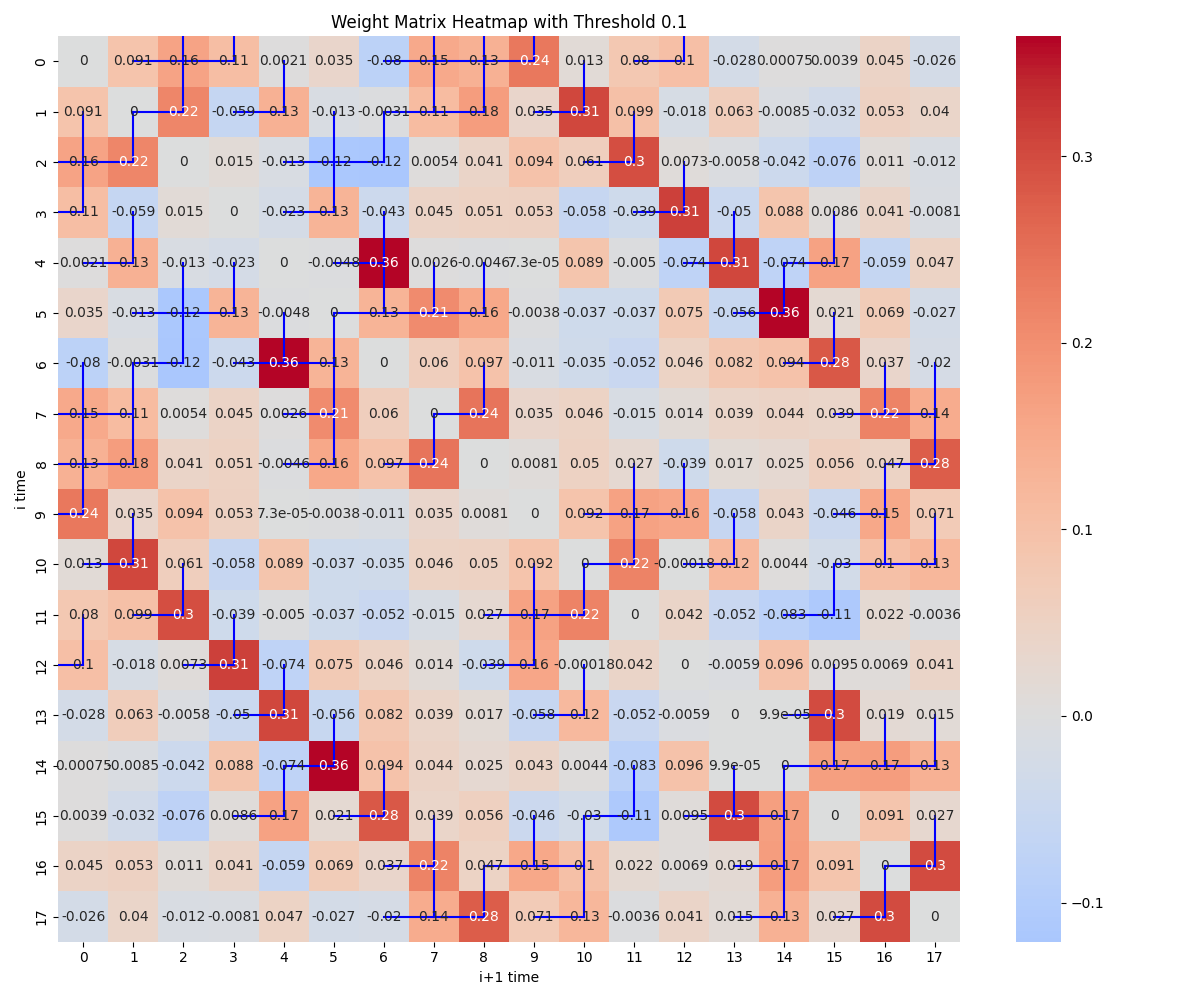 Weight Matrix Heatmap with Threshold 0.1
0 0 0.091 0.16 0.11 0.0021 0.035 -0.08 0.15 0.13 0.24 0.013 0.08 0.1 -0.028 0.00075 0.0039 0.045 -0.026
1 0.091 0 0.22 -0.059 0.13 -0.013 -0.0031 0.11 0.18 0.035 0.31 0.099 -0.018 0.063 -0.0085 -0.032 0.053 0.04
2 0.16 0.22 0 0.015 -0.013 -0.12 -0.12 0.0054 0.041 0.094 0.061 0.3 0.0073 -0.0058 -0.042 -0.076 0.011 -0.012
3 0.11 -0.059 0.015 0 -0.023 0.13 -0.043 0.045 0.051 0.053 -0.058 -0.039 0.31 -0.05 0.088 0.0086 0.041 -0.0081
4 0.0021 0.13 -0.013 -0.023 0 -0.0048 0.36 0.0026 -0.0046 7.3e-05 0.089 -0.005 -0.074 0.31 -0.074 0.17 -0.059 0.047
5 0.035 -0.013 -0.12 0.13 -0.0048 0 0.13 0.21 0.16 -0.0038 -0.037 -0.037 0.075 -0.056 0.36 0.021 0.069 -0.027
6 -0.08 -0.0031 -0.12 -0.043 0.36 0.13 0 0.06 0.097 -0.011 -0.035 -0.052 0.046 0.082 0.094 0.28 0.037 -0.02
7 0.15 0.11 0.0054 0.045 0.0026 0.21 0.06 0 0.24 0.035 0.046 -0.015 0.014 0.039 0.044 0.039 0.22 0.14
8 0.13 0.18 0.041 0.051 -0.0046 0.16 0.097 0.24 0 0.0081 0.05 0.027 -0.039 0.017 0.025 0.056 0.047 0.28
9 0.24 0.035 0.094 0.053 7.3e-05 -0.0038 -0.011 0.035 0.0081 0 0.092 0.17 0.16 -0.058 0.043 -0.046 0.15 0.071
10 0.013 0.31 0.061 -0.058 0.089 -0.037 -0.035 0.046 0.05 0.092 0 0.22 -0.00018 0.12 0.0044 -0.03 0.1 0.13
11 0.08 0.099 0.3 -0.039 -0.005 -0.037 -0.052 -0.015 0.027 0.17 0.22 0 0.042 -0.052 -0.083 -0.11 0.022 -0.0036
12 0.1 -0.018 0.0073 0.31 -0.074 0.075 0.046 0.014 -0.039 0.16 -0.00018 0.042 0 -0.0059 0.096 0.0095 0.0069 0.041
13 -0.028 0.063 -0.0058 -0.05 0.31 -0.056 0.082 0.039 0.017 -0.058 0.12 -0.052 -0.0059 0 9.9e-05 0.3 0.019 0.015
14 -0.00075 -0.0085 -0.042 0.088 -0.074 0.36 0.094 0.044 0.025 0.043 0.0044 -0.083 0.096 9.9e-05 0 0.17 0.17 0.13
15 0.0039 -0.032 -0.076 0.0086 0.17 0.021 0.28 0.039 0.056 -0.046 -0.03 -0.11 0.0095 0.3 0.17 0 0.091 0.027
16 0.045 0.053 0.011 0.041 -0.059 0.069 0.037 0.22 0.047 0.15 0.1 0.022 0.0069 0.019 0.17 0.091 0 0.3
17 -0.026 0.04 -0.012 -0.0081 0.047 -0.027 -0.02 0.14 0.28 0.071 0.13 -0.0036 0.041 0.015 0.13 0.027 0.3 0
0 1 2 3 4 5 6 7 8 9 10 11 12 13 14 15 16 17
i+1 time
i time
0.3
0.2
0.1
0.0
−0.1